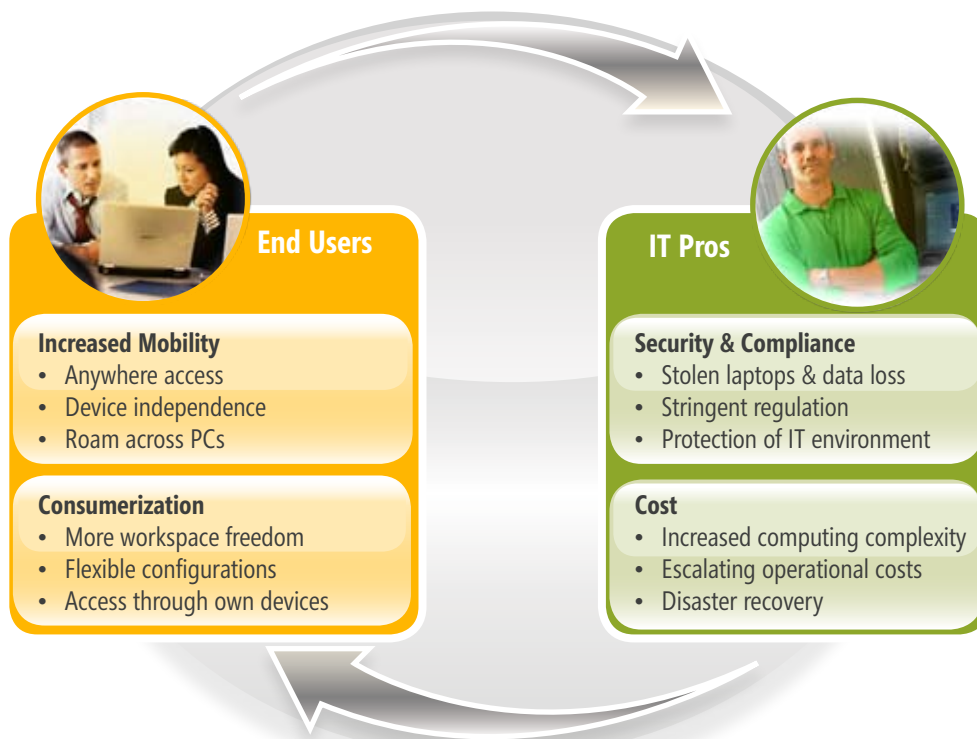 End Users
Increased Mobility
• Anywhere access
• Device independence
• Roam across PCs
Consumerization
• More workspace freedom
• Flexible configurations
• Access through own devices
IT Pros
Security & Compliance
• Stolen laptops & data loss
• Stringent regulation
• Protection of IT environment
Cost
• Increased computing complexity
• Escalating operational costs
• Disaster recovery